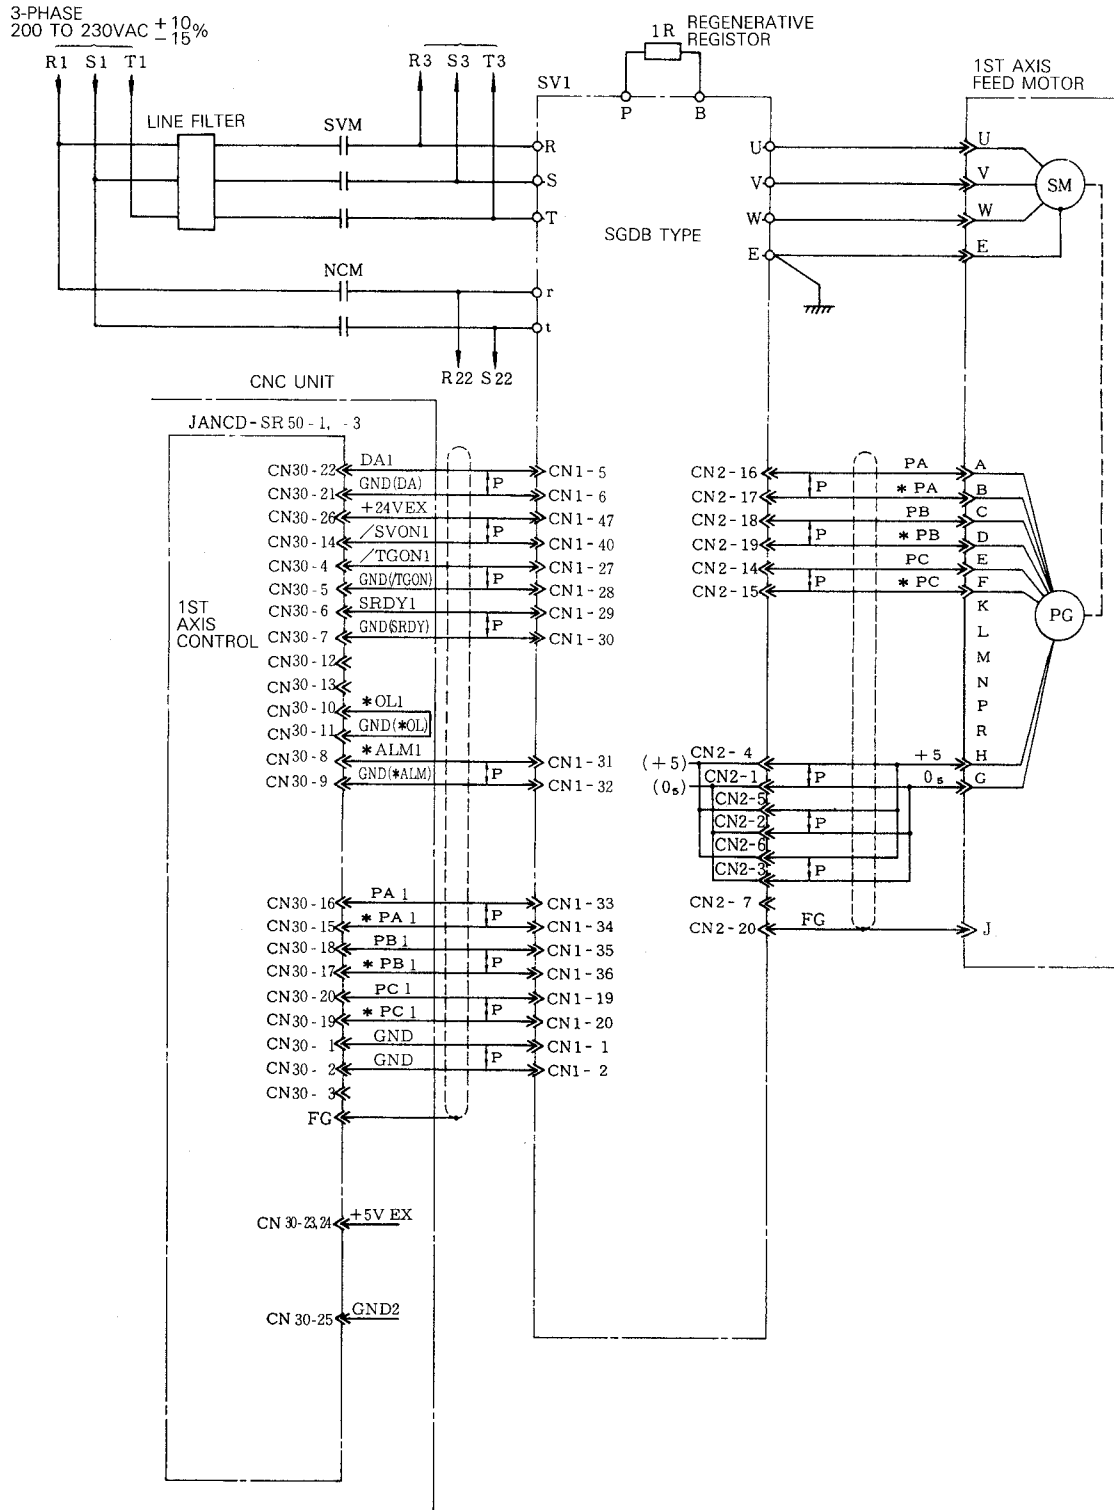 3-PHASE
200 TO 230VAC +10 -15 %
R1 S1 T1
R3 S3 T3
1R REGENERATIVE
REGISTOR
SV1
P B
1ST AXIS
FEED MOTOR
LINE FILTER
SVM
R
U
U
S
V
V
SM
T
W
W
SGDB TYPE
E
E
NCM
r
t
R22 S22
CNC UNIT
JANCD-SR50-1, -3
1ST
AXIS
CONTROL
CN30-22 DA1 CN1-5
P
CN30-21 GND(DA) CN1-6
CN30-26 +24VEX CN1-47
P
CN30-14 /SVON1 CN1-40
CN30-4 /TGON1 CN1-27
P
CN30-5 GND(/TGON) CN1-28
CN30-6 SRDY1 CN1-29
P
CN30-7 GND(SRDY) CN1-30
CN30-12
CN30-13
CN30-10 *OL1
CN30-11 GND(*OL)
CN30-8 *ALM1 CN1-31
P
CN30-9 GND(*ALM) CN1-32
CN30-16 PA1 CN1-33
P
CN30-15 *PA1 CN1-34
CN30-18 PB1 CN1-35
P
CN30-17 *PB1 CN1-36
CN30-20 PC1 CN1-19
P
CN30-19 *PC1 CN1-20
CN30-1 GND CN1-1
P
CN30-2 GND CN1-2
CN30-3
FG
CN30-23,24 +5V EX
CN30-25 GND2
CN2-16 PA A
P
CN2-17 *PA B
CN2-18 PB C
P
CN2-19 *PB D
CN2-14 PC E
P
CN2-15 *PC F
PG
K
L
M
N
P
R
(+5) CN2-4 +5 H
P
(0s) CN2-1 0s G
CN2-5
P
CN2-2
CN2-6
P
CN2-3
CN2-7
CN2-20 FG J